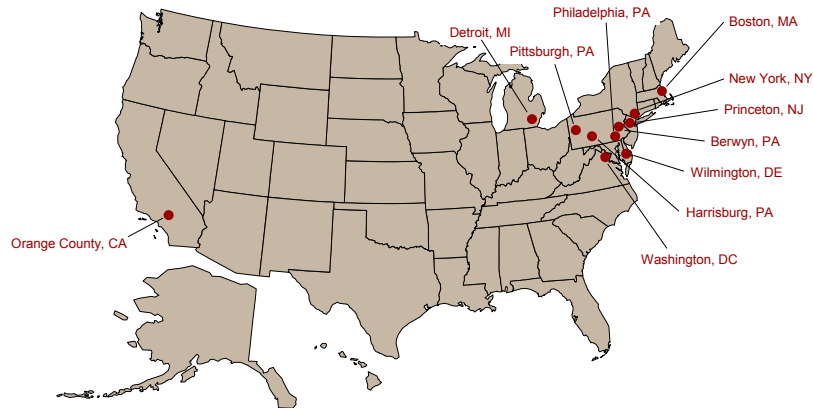 Philadelphia, PA
Boston, MA
Detroit, MI
Pittsburgh, PA
New York, NY
Princeton, NJ
Berwyn, PA
Wilmington, DE
Harrisburg, PA
Orange County, CA
Washington, DC